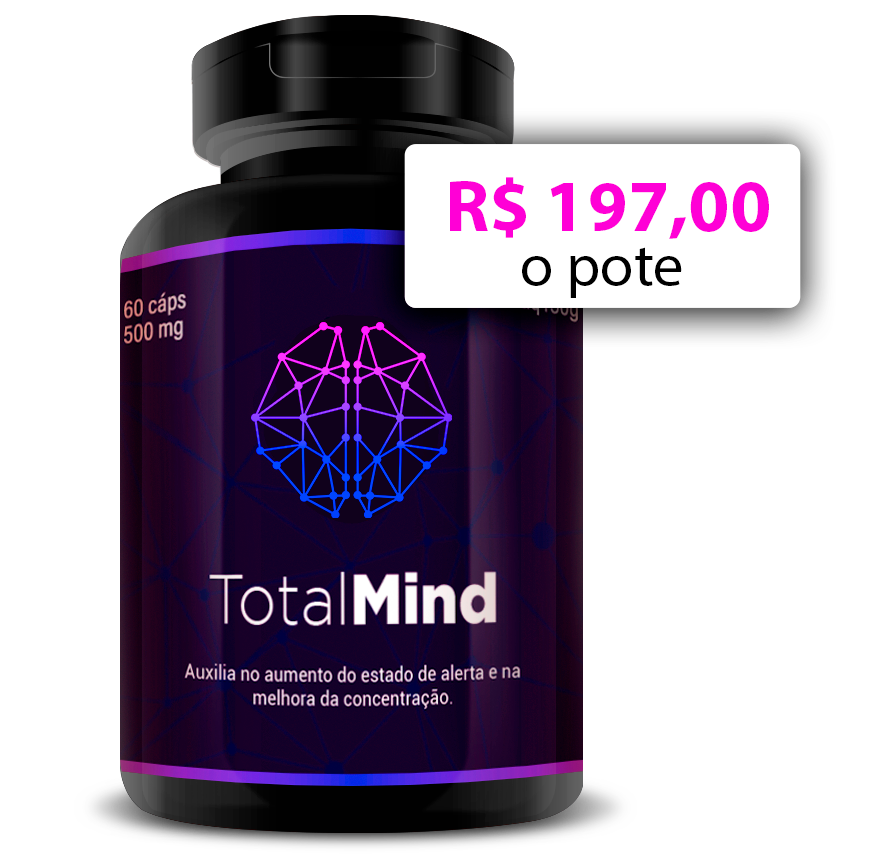 R$ 197,00
o pote
60 cáps
500 mg
TotalMind
Auxilia no aumento do estado de alerta e na
melhora da concentração.